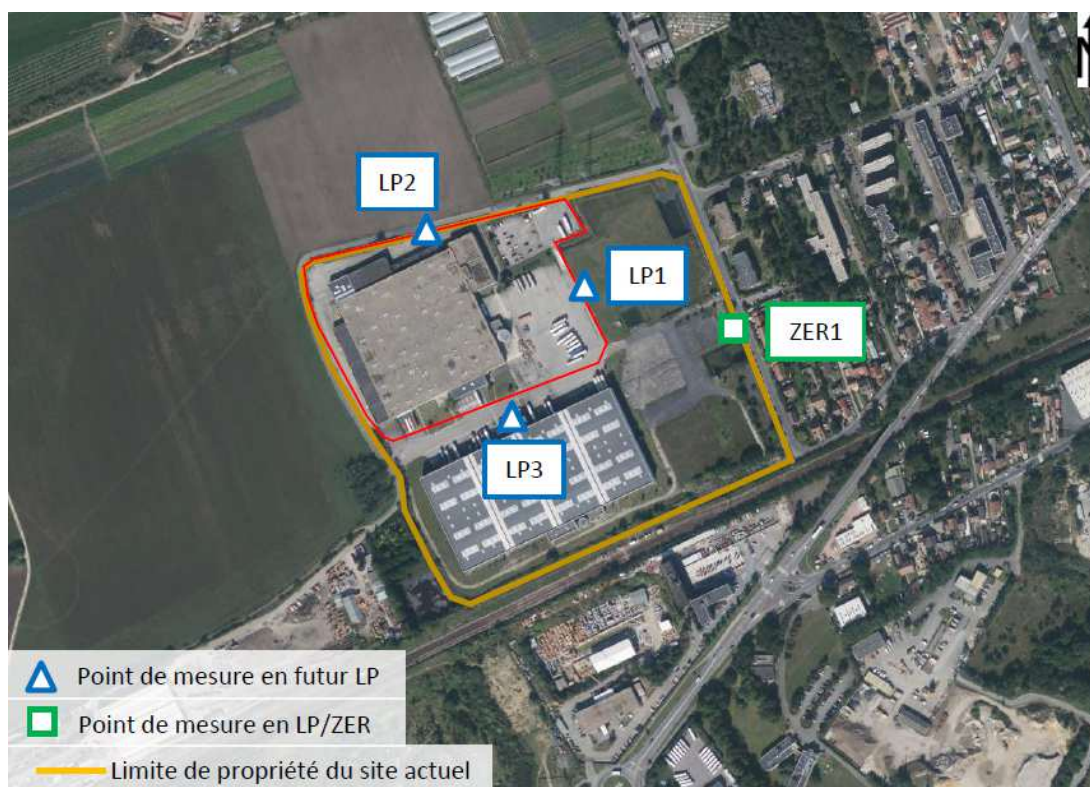 N
LP2
LP1
ZER1
LP3
Point de mesure en futur LP
Point de mesure en LP/ZER
Limite de propriété du site actuel